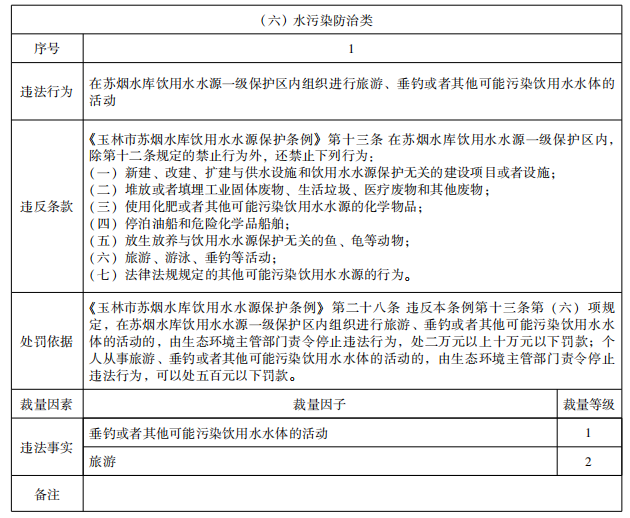 （六）水污染防治类
序号
1
违法行为
在苏烟水库饮用水水源一级保护区内组织进行旅游、垂钓或者其他可能污染饮用水水体的
活动
违反条款
《玉林市苏烟水库饮用水水源保护条例》第十三条 在苏烟水库饮用水水源一级保护区内，
除第十二条规定的禁止行为外，还禁止下列行为：
（一）新建、改建、扩建与供水设施和饮用水水源保护无关的建设项目或者设施；
（二）堆放或者填埋工业固体废物、生活垃圾、医疗废物和其他废物；
（三）使用化肥或者其他可能污染饮用水水源的化学物品；
（四）停泊油船和危险化学品船舶；
（五）放生放养与饮用水水源保护无关的鱼、龟等动物；
（六）旅游、游泳、垂钓等活动；
（七）法律法规规定的其他可能污染饮用水水源的行为。
处罚依据
《玉林市苏烟水库饮用水水源保护条例》第二十八条 违反本条例第十三条第（六）项规
定，在苏烟水库饮用水水源一级保护区内组织进行旅游、垂钓或者其他可能污染饮用水水
体的活动的，由生态环境主管部门责令停止违法行为，处二万元以上十万元以下罚款；个
人从事旅游、垂钓或者其他可能污染饮用水水体的活动的，由生态环境主管部门责令停止
违法行为，可以处五百元以下罚款。
裁量因素
裁量因子
裁量等级
违法事实
垂钓或者其他可能污染饮用水水体的活动
1
旅游
2
备注